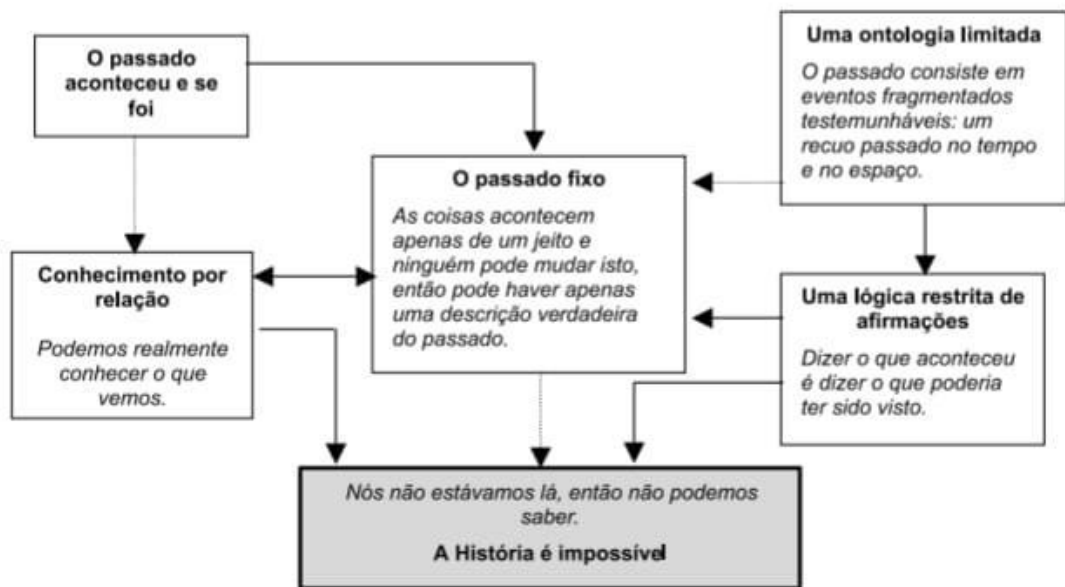 O passado
aconteceu e se
foi
Uma ontologia limitada
O passado consiste em
eventos fragmentados
testemunháveis: um
recuo passado no tempo
e no espaço.
O passado fixo
As coisas acontecem
apenas de um jeito e
ninguém pode mudar isto,
então pode haver apenas
uma descrição verdadeira
do passado.
Conhecimento por
relação
Podemos realmente
conhecer o que
vemos.
Uma lógica restrita de
afirmações
Dizer o que aconteceu
é dizer o que poderia
ter sido visto.
Nós não estávamos lá, então não podemos
saber.
A História é impossível